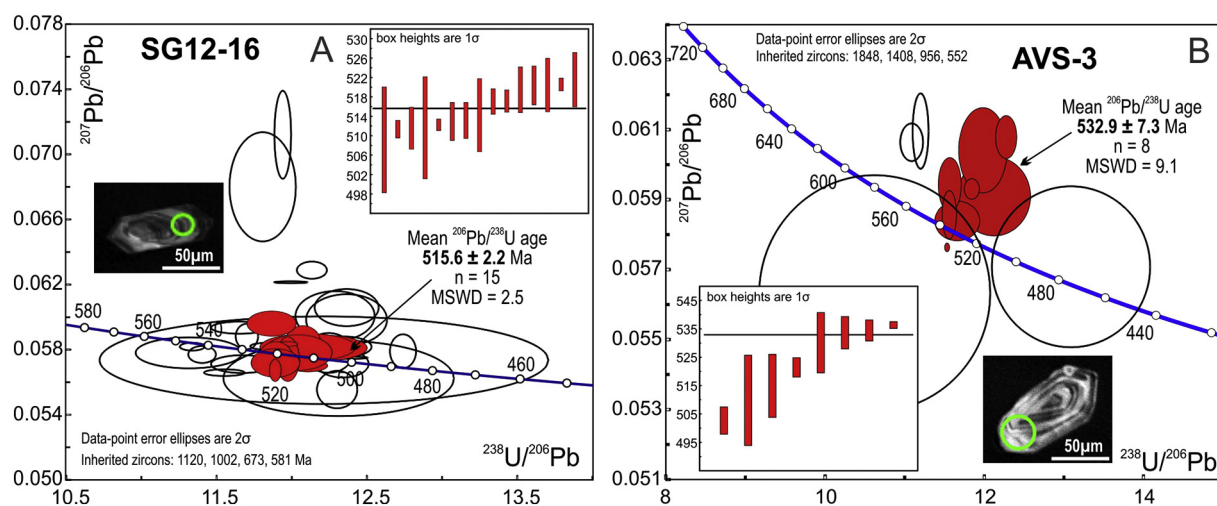 0.078
0.074
0.070
0.066
0.062
0.058
0.054
0.050
207Pb/206Pb
SG12-16
A
box heights are 1σ
530
526
522
518
514
510
506
502
498
50µm
Mean 206Pb/238U age
515.6 ± 2.2 Ma
n = 15
MSWD = 2.5
580
560
540
520
500
480
460
Data-point error ellipses are 2σ
Inherited zircons: 1120, 1002, 673, 581 Ma
238U/206Pb
10.5
11.5
12.5
13.5
0.063
0.061
0.059
0.057
0.055
0.053
0.051
207Pb/206Pb
Data-point error ellipses are 2σ
Inherited zircons: 1848, 1408, 956, 552
B
AVS-3
Mean 206Pb/238U age
532.9 ± 7.3 Ma
n = 8
MSWD = 9.1
720
680
640
600
560
520
480
440
box heights are 1σ
545
535
525
515
505
495
50µm
238U/206Pb
8
10
12
14